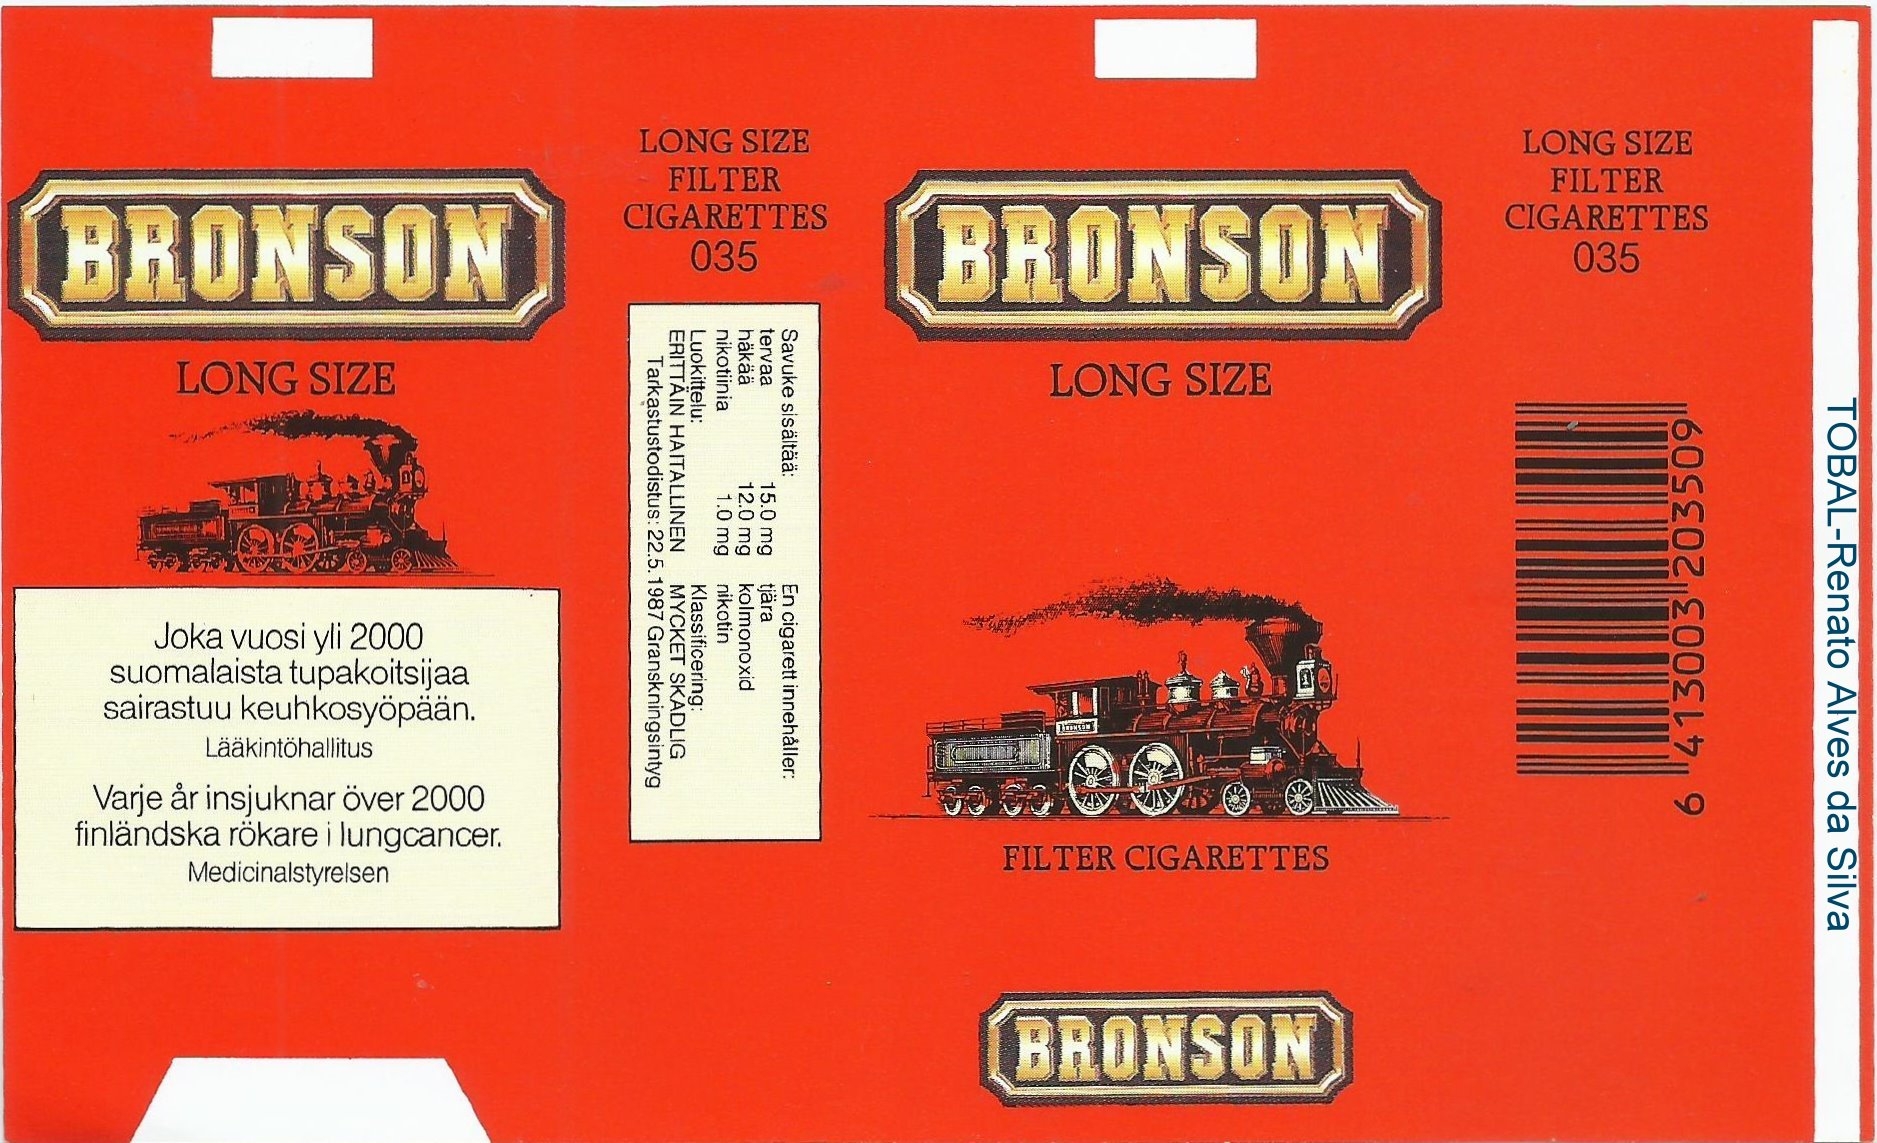 BRONSON
LONG SIZE
Joka vuosi yli 2000
suomalaista tupakoitsijaa
sairastuu keuhkosyöpään.
Lääkintöhallitus
Varje år insjuknar över 2000
finländska rökare i lungcancer.
Medicinalstyrelsen
LONG SIZE
FILTER
CIGARETTES
035
Savuke sisältää: En cigarett innehåller:
tervaa 15.0 mg tjära
häkää 12.0 mg kolmonoxid
nikotiinia 1.0 mg nikotin
Luokittelu: Klassificering:
ERITTÄIN HAITALLINEN MYCKET SKADLIG
Tarkastustodistus: 22.5.1987 Granskningsintyg
BRONSON
LONG SIZE
BRONSON
FILTER CIGARETTES
BRONSON
LONG SIZE
FILTER
CIGARETTES
035
6 413003 203509
TOBAL-Renato Alves da Silva